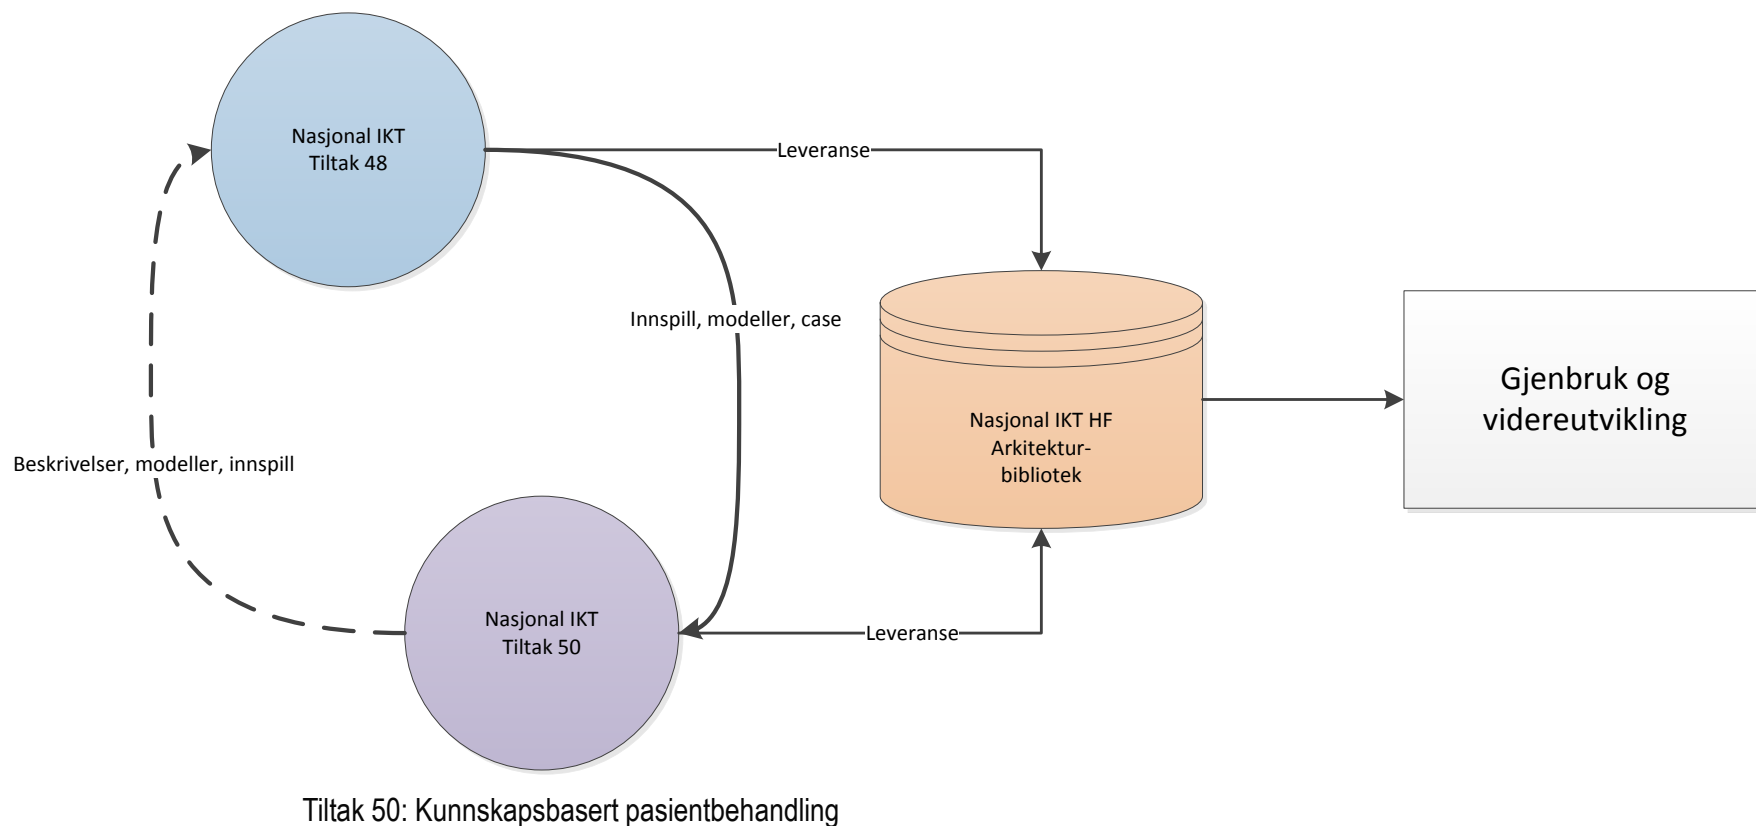 Nasjonal IKT
Tiltak 48
Leveranse
Innspill, modeller, case
Beskrivelser, modeller, innspill
Nasjonal IKT HF
Arkitektur-
bibliotek
Gjenbruk og
videreutvikling
Nasjonal IKT
Tiltak 50
Leveranse
Tiltak 50: Kunnskapsbasert pasientbehandling